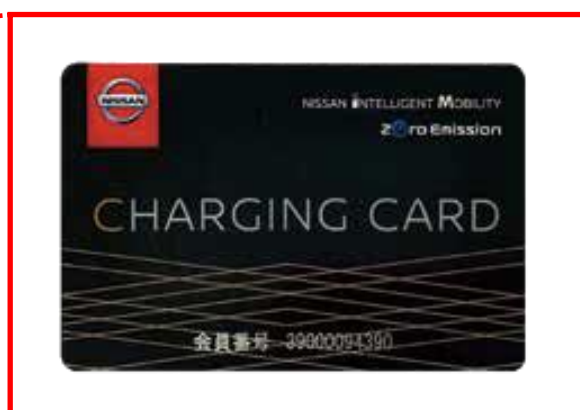 NISSAN
NISSAN INTELLIGENT MOBILITY
Zero Emission
CHARGING CARD
会員番号 39000094390